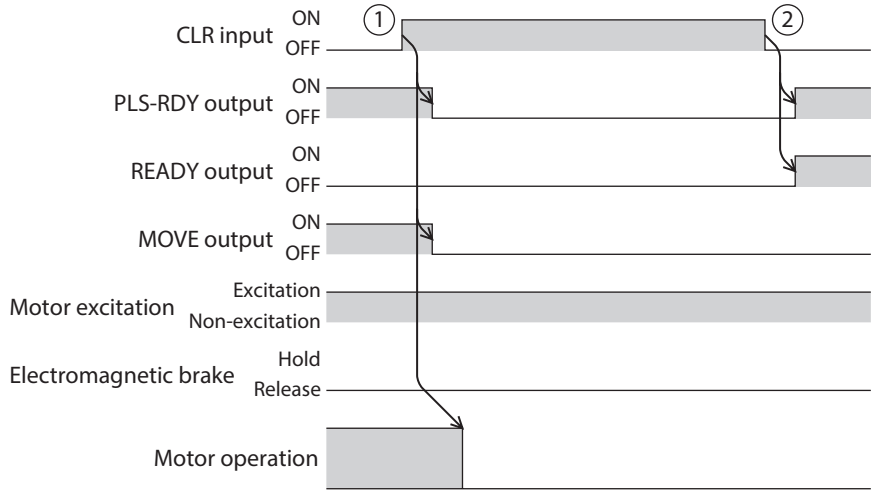 ON
CLR input
OFF
1
2
ON
PLS-RDY output
OFF
ON
READY output
OFF
ON
MOVE output
OFF
Excitation
Motor excitation
Non-excitation
Hold
Electromagnetic brake
Release
Motor operation